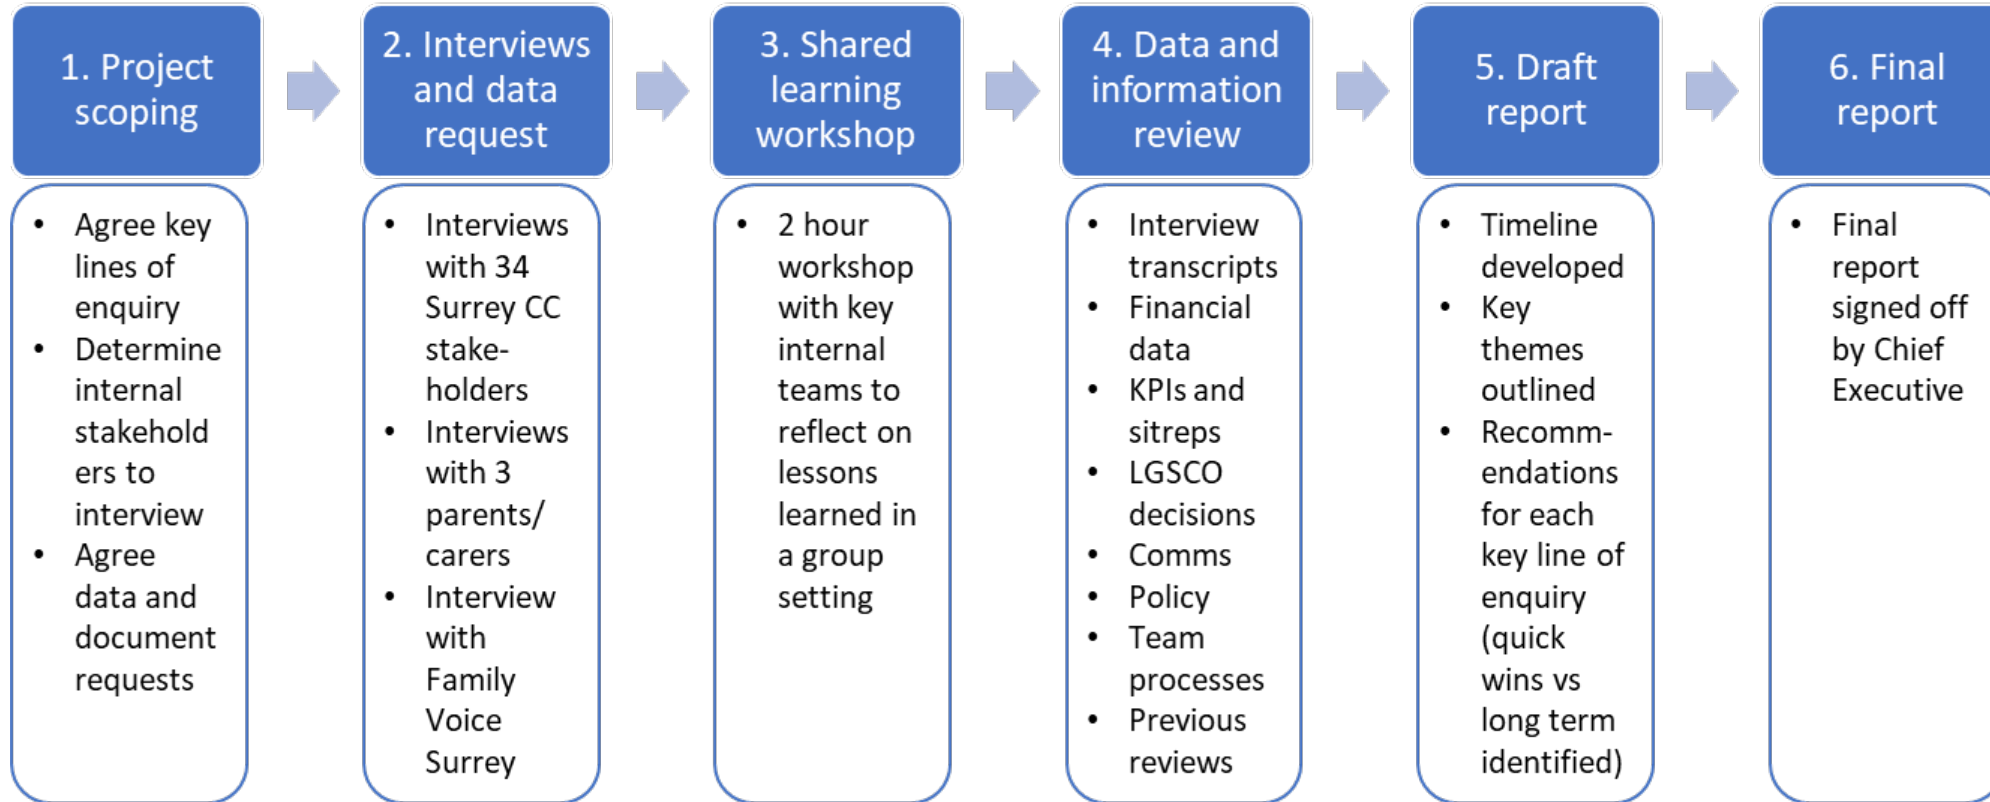 1. Project
scoping
2. Interviews
and data
request
3. Shared
learning
workshop
4. Data and
information
review
5. Draft
report
6. Final
report
• Agree key
lines of
enquiry
• Determine
internal
stakehold
ers to
interview
• Agree
data and
document
requests
• Interviews
with 34
Surrey CC
stake-
holders
• Interviews
with 3
parents/
carers
• Interview
with
Family
Voice
Surrey
• 2 hour
workshop
with key
internal
teams to
reflect on
lessons
learned in
a group
setting
• Interview
transcripts
• Financial
data
• KPIs and
sitreps
• LGSCO
decisions
• Comms
• Policy
• Team
processes
• Previous
reviews
• Timeline
developed
• Key
themes
outlined
• Recomm-
endations
for each
key line of
enquiry
(quick
wins vs
long term
identified)
• Final
report
signed off
by Chief
Executive